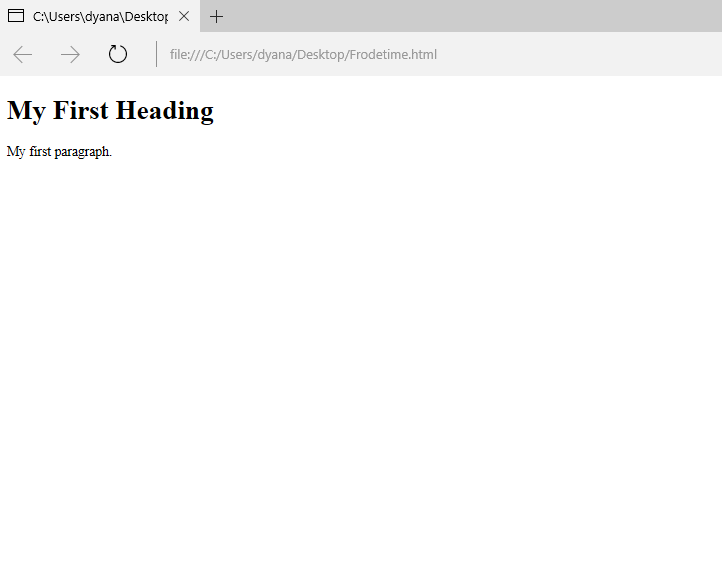 C:\Users\dyana\Desktop
file:///C:/Users/dyana/Desktop/Frodetime.html
My First Heading
My first paragraph.